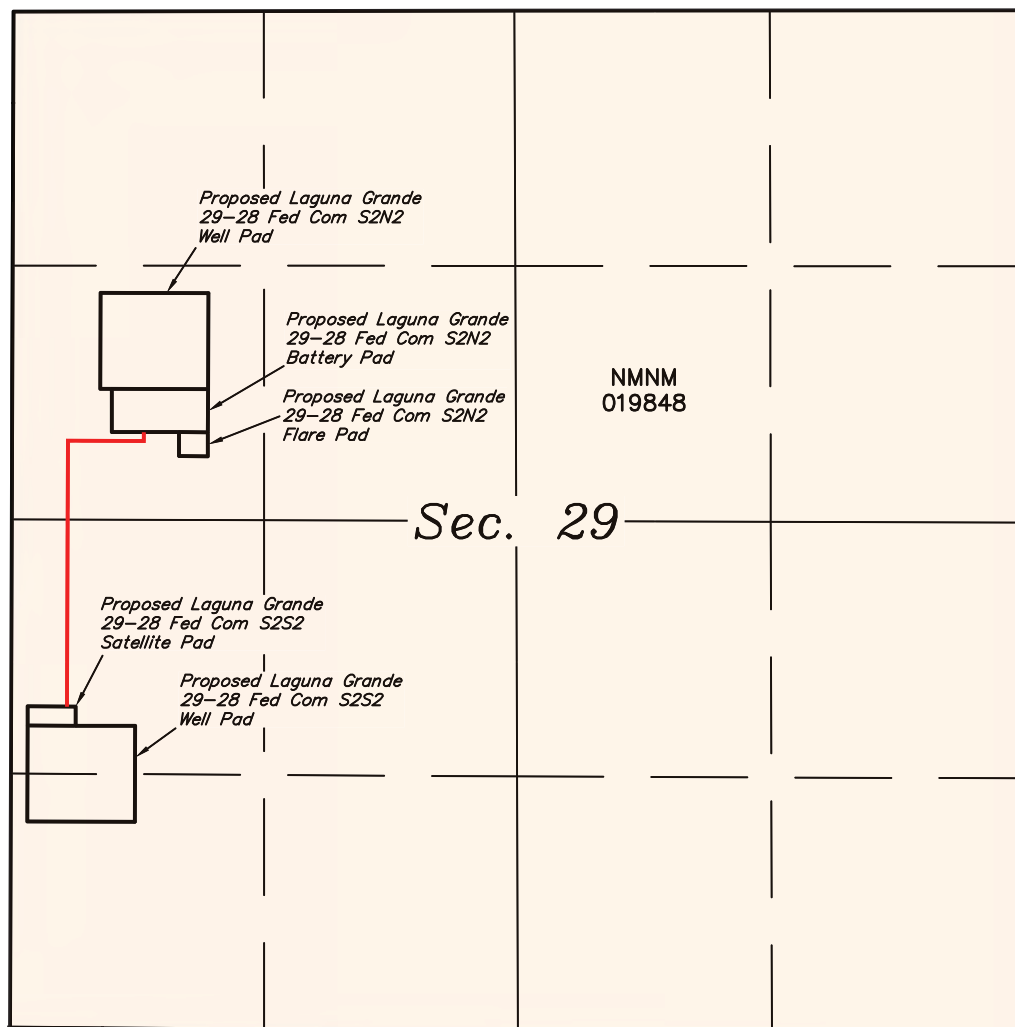 Proposed Laguna Grande
29-28 Fed Com S2N2
Well Pad
Proposed Laguna Grande
29-28 Fed Com S2N2
Battery Pad
NMNM
019848
Proposed Laguna Grande
29-28 Fed Com S2N2
Flare Pad
Sec. 29
Proposed Laguna Grande
29-28 Fed Com S2S2
Satellite Pad
Proposed Laguna Grande
29-28 Fed Com S2S2
Well Pad